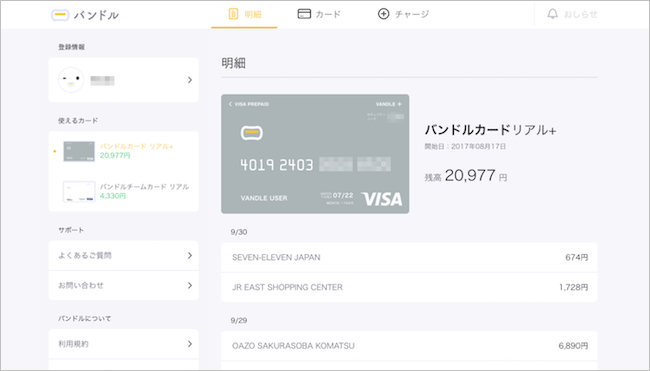 バンドル
明細
カード
チャージ
おしらせ
登録情報
使えるカード
バンドルカード リアル+
20,977円
バンドルチームカード リアル
4,330円
サポート
よくあるご質問
お問い合わせ
バンドルについて
利用規約
明細
VISA PREPAID
VANDLE
4019 2403
07/22
MONTH / YEAR
VANDLE USER
VISA
バンドルカードリアル+
開始日：2017年08月17日
残高 20,977 円
9/30
SEVEN-ELEVEN JAPAN 674円
JR EAST SHOPPING CENTER 1,728円
9/29
OAZO SAKURASOBA KOMATSU 6,890円